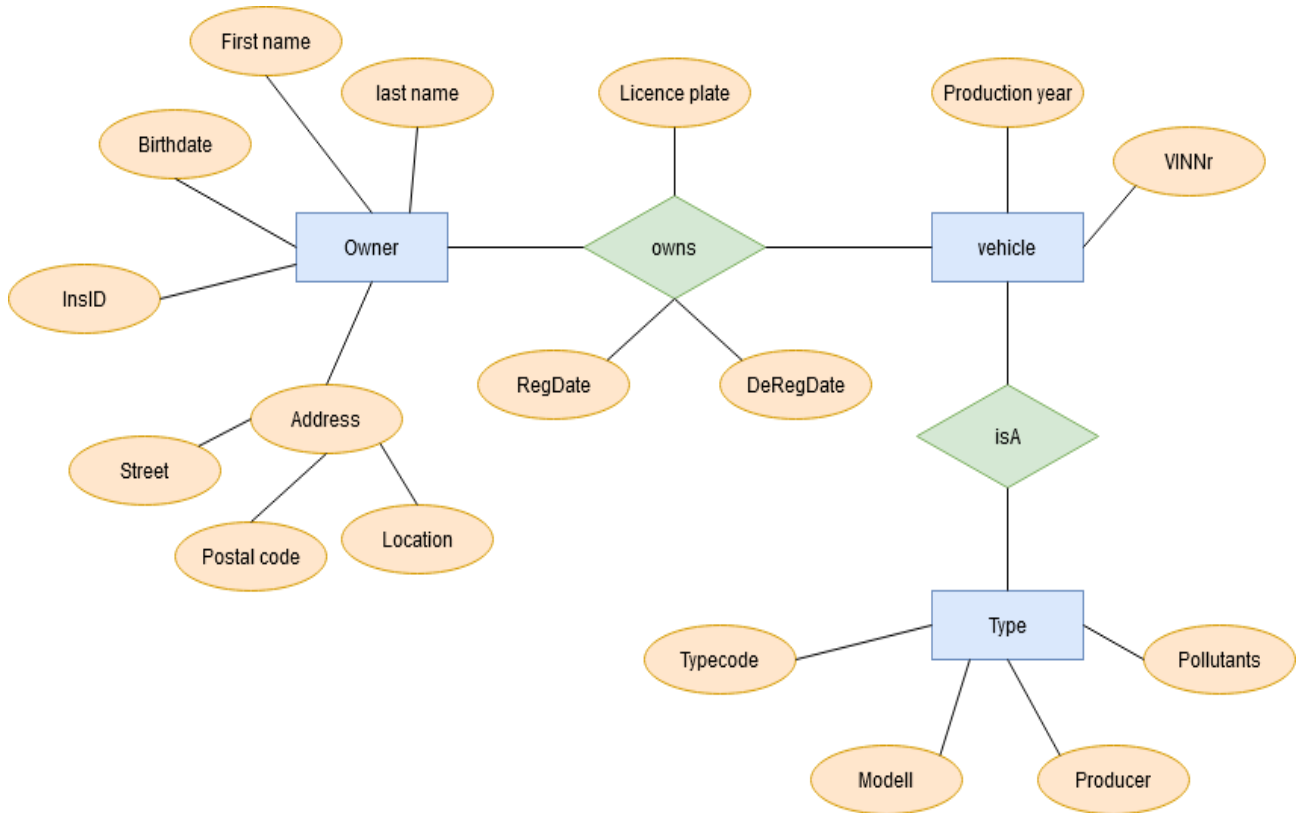 First name
last name
Licence plate
Production year
Birthdate
VINNr
Owner
owns
vehicle
InsID
RegDate
DeRegDate
Address
isA
Street
Location
Postal code
Type
Typecode
Pollutants
Modell
Producer